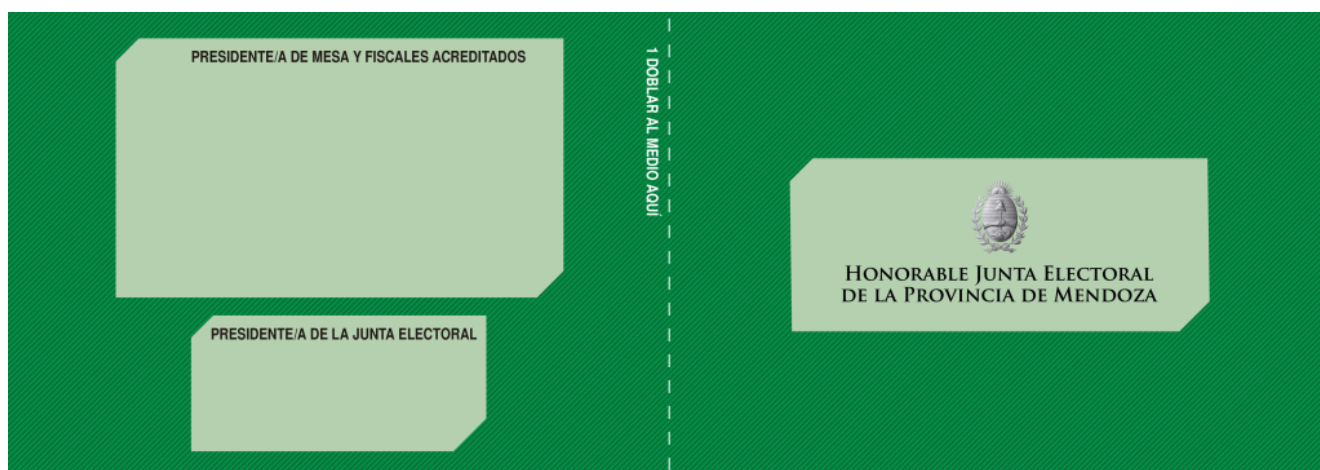 PRESIDENTE/A DE MESA Y FISCALES ACREDITADOS
PRESIDENTE/A DE LA JUNTA ELECTORAL
1 DOBLAR AL MEDIO AQUÍ
HONORABLE JUNTA ELECTORAL
DE LA PROVINCIA DE MENDOZA